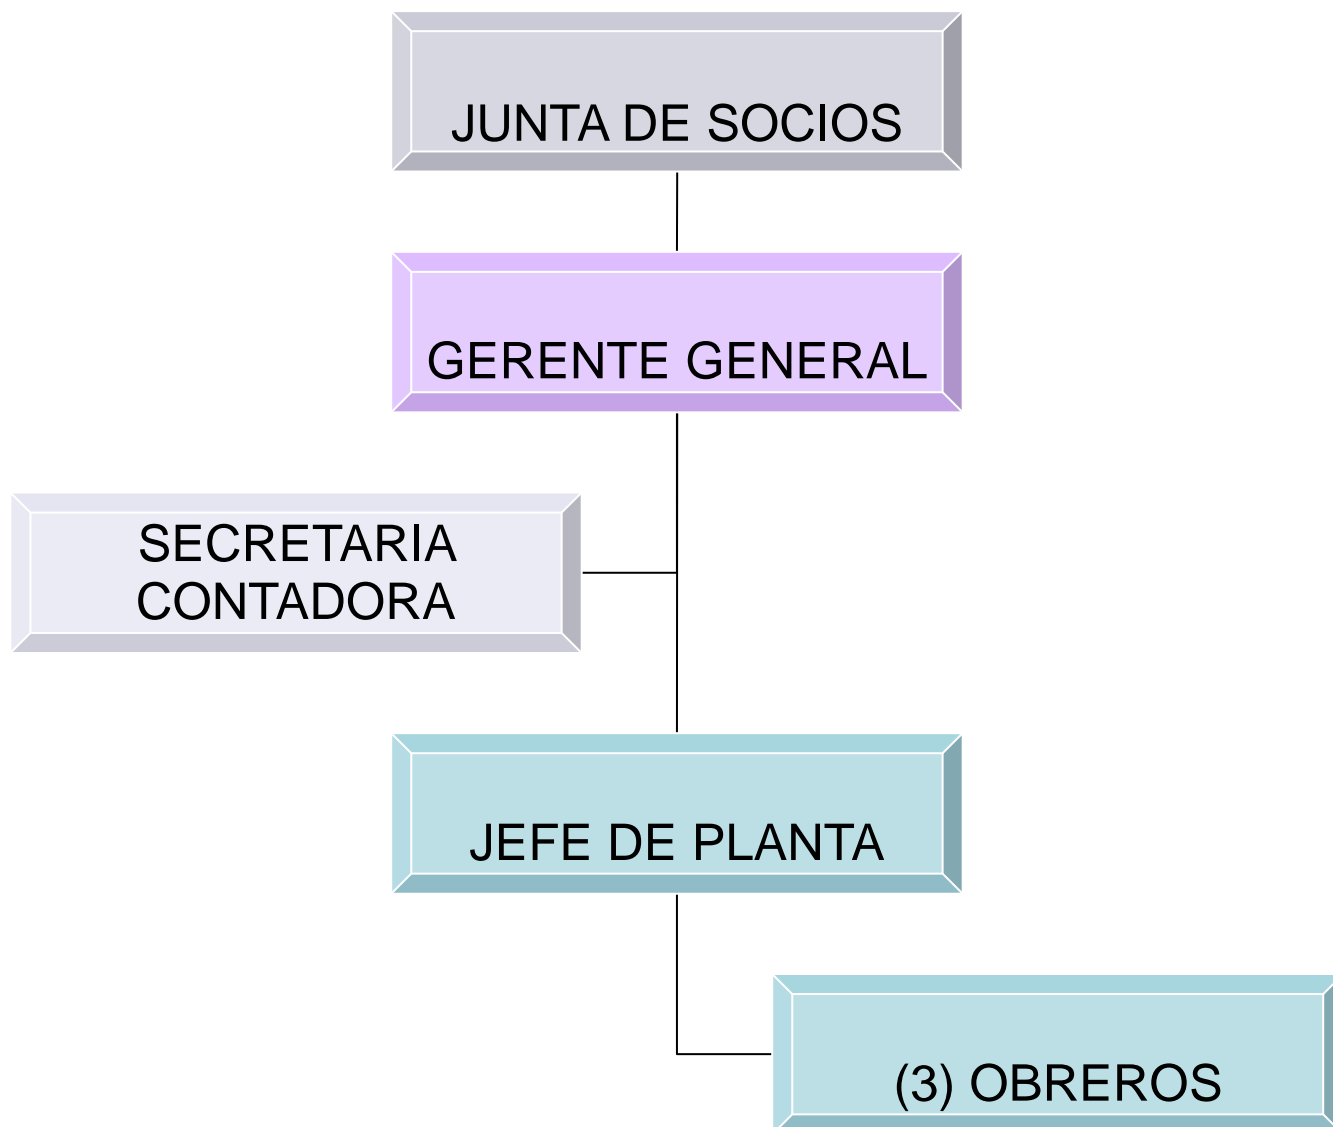 JUNTA DE SOCIOS
GERENTE GENERAL
SECRETARIA
CONTADORA
JEFE DE PLANTA
(3) OBREROS